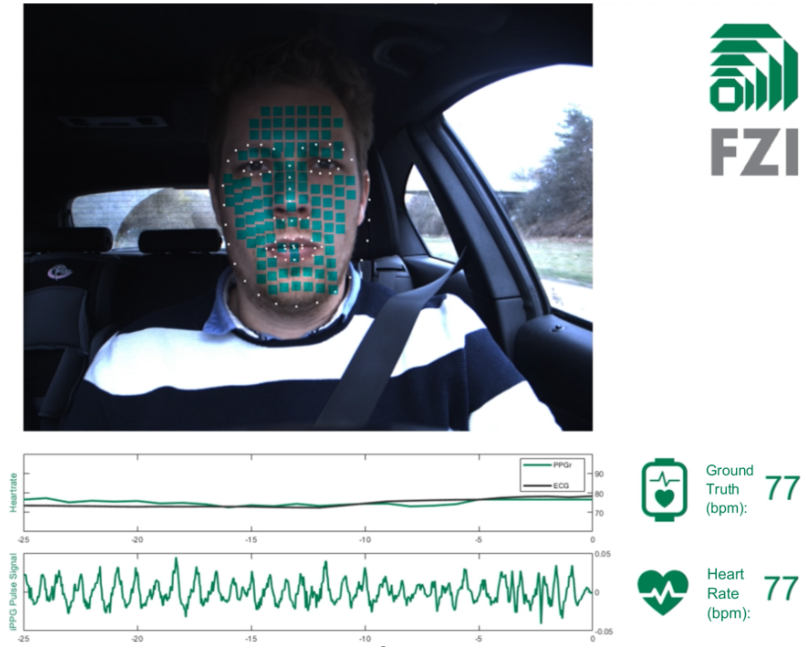 FZI
Heartrate
PPGr
ECG
90
80
70
-25
-20
-15
-10
-5
0
iPPG Pulse Signal
0.05
0
-0.05
-25
-20
-15
-10
-5
0
Ground
Truth
(bpm):
77
Heart
Rate
(bpm):
77